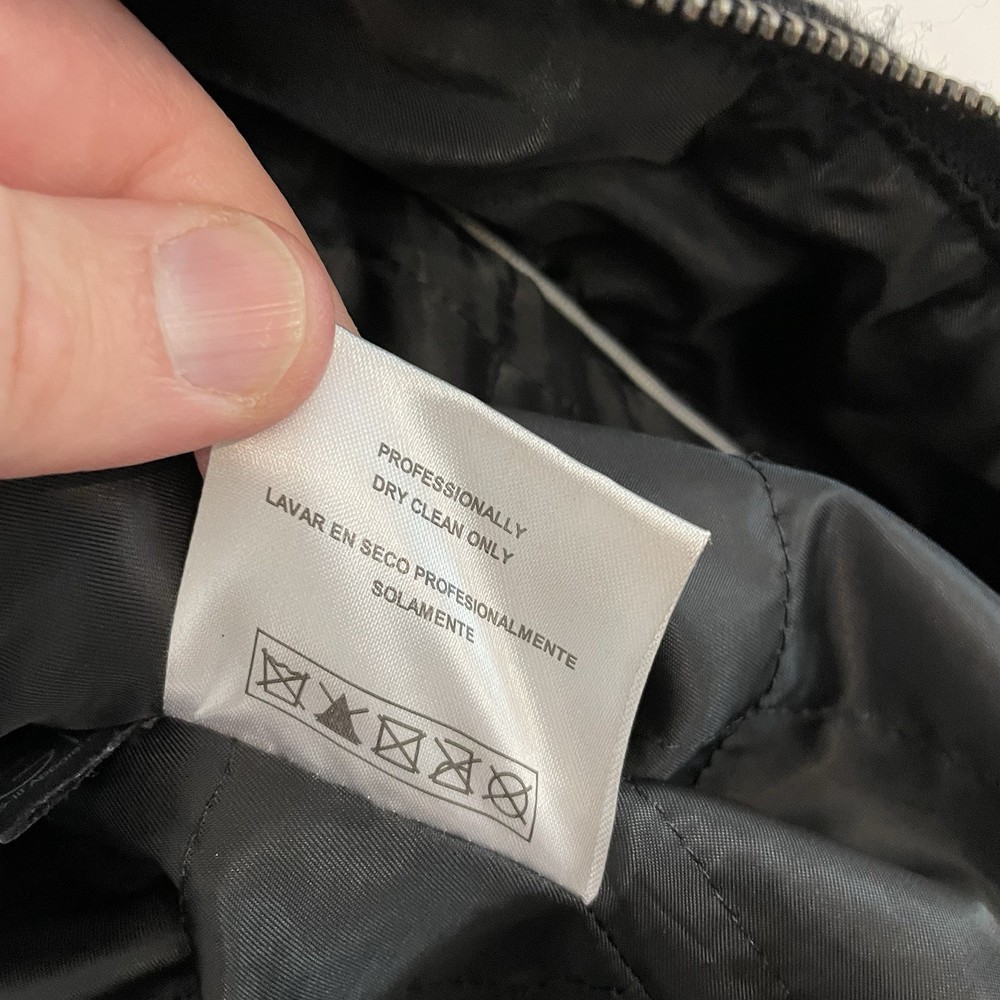 PROFESSIONALLY
DRY CLEAN ONLY
LAVAR EN SECO PROFESIONALMENTE
SOLAMENTE